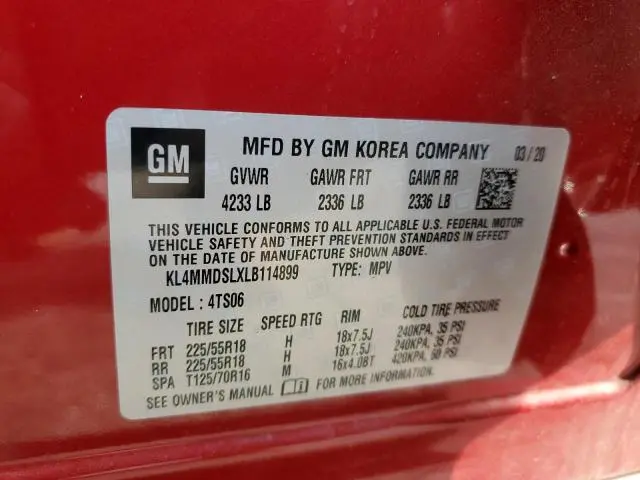 GM
MFD BY GM KOREA COMPANY 03/20
GVWR GAWR FRT GAWR RR
4233 LB 2336 LB 2336 LB
THIS VEHICLE CONFORMS TO ALL APPLICABLE U.S. FEDERAL MOTOR
VEHICLE SAFETY AND THEFT PREVENTION STANDARDS IN EFFECT
ON THE DATE OF MANUFACTURE SHOWN ABOVE.
KL4MMDSLXLB114899 TYPE: MPV
MODEL : 4TS06
TIRE SIZE SPEED RTG RIM COLD TIRE PRESSURE
FRT 225/55R18 H 18x7.5J 240KPA, 35 PSI
RR 225/55R18 H 18x7.5J 240KPA, 35 PSI
SPA T125/70R16 M 16x4.0BT 420KPA, 60 PSI
SEE OWNER'S MANUAL FOR MORE INFORMATION.